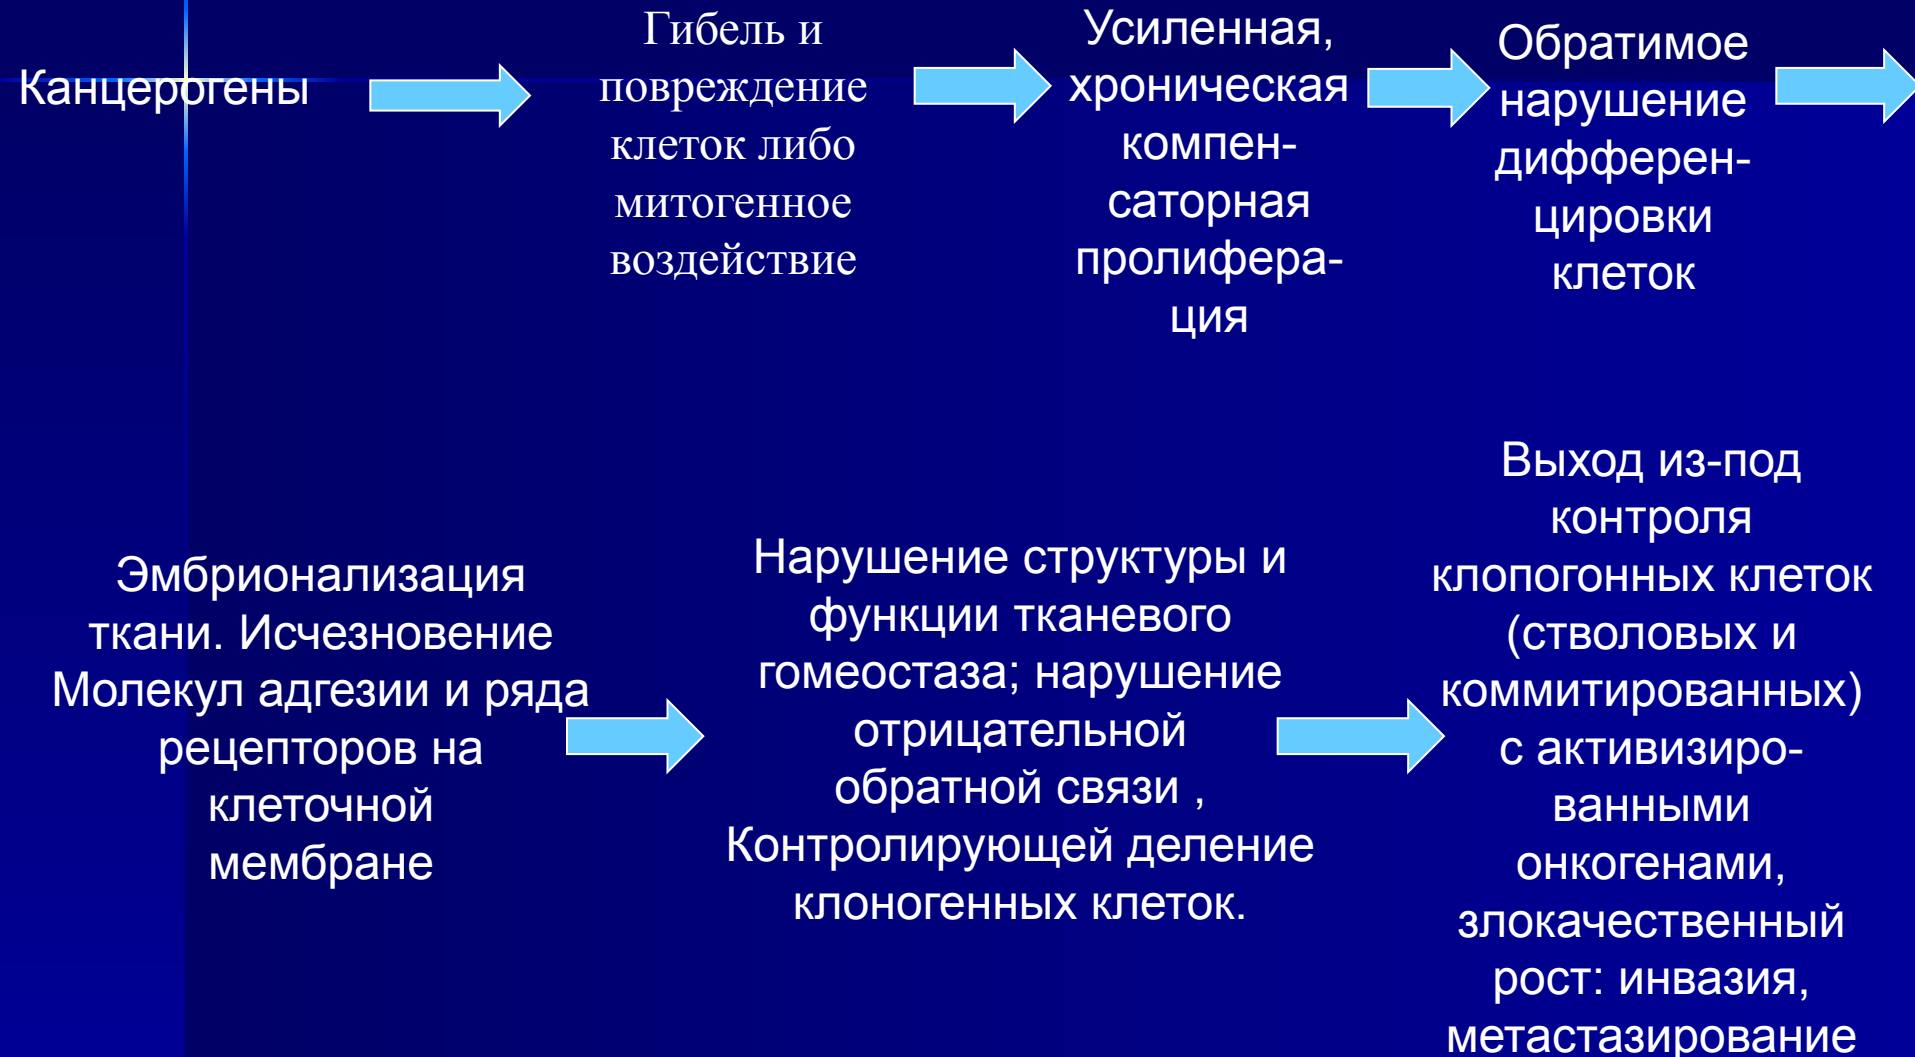 Канцерогены
Гибель и
повреждение
клеток либо
митогенное
воздействие
Усиленная,
хроническая
компен-
саторная
пролифера-
ция
Обратимое
нарушение
дифферен-
цировки
клеток
Эмбрионализация
ткани. Исчезновение
Молекул адгезии и ряда
рецепторов на
клеточной
мембране
Нарушение структуры и
функции тканевого
гомеостаза; нарушение
отрицательной
обратной связи ,
Контролирующей деление
клоногенных клеток.
Выход из-под
контроля
клопогонных клеток
(стволовых и
коммитированных)
с активизиро-
ванными
онкогенами,
злокачественный
рост: инвазия,
метастазирование